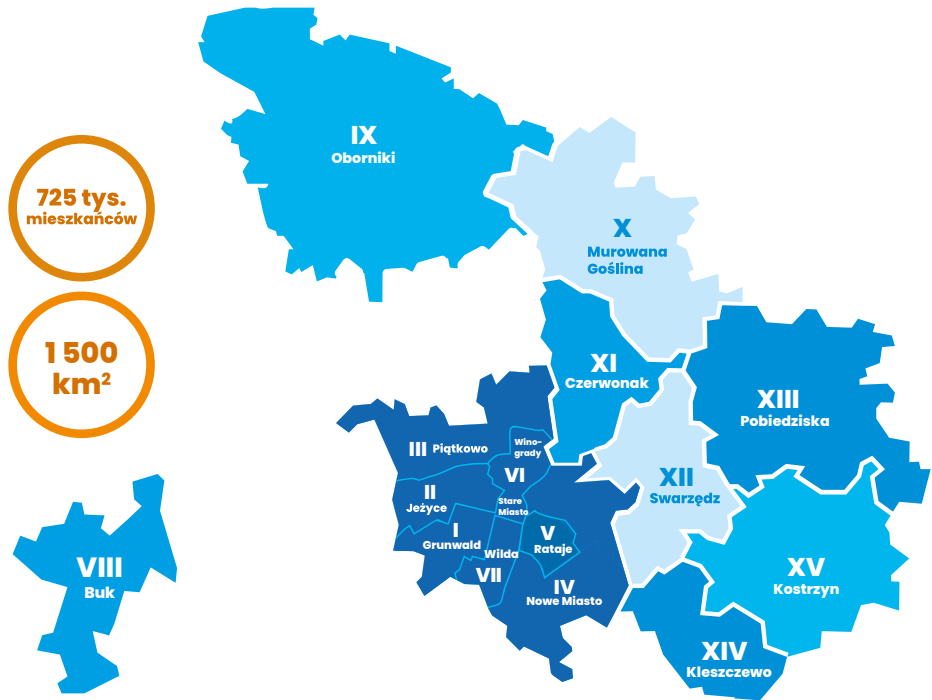 IX
Oborniki
725 tys.
mieszkańców
X
Murowana
Goślina
1 500
km²
XI
Czerwonak
XIII
Pobiedziska
III Piątkowo
Wino-
grady
VI
Stare
Miasto
II
Jeżyce
XII
Swarzędz
I
Grunwald
V
Rataje
Wilda
VII
IV
Nowe Miasto
VIII
Buk
XV
Kostrzyn
XIV
Kleszczewo